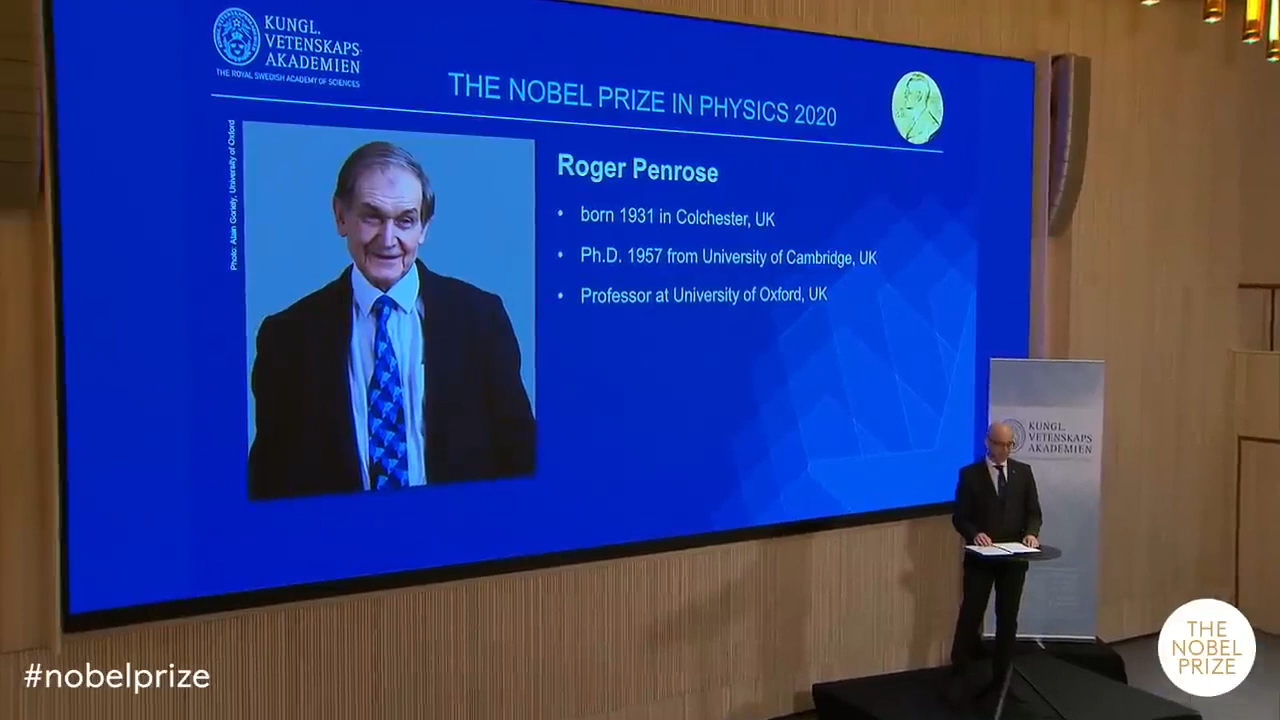 KUNGL.
VETENSKAPS-
AKADEMIEN
THE ROYAL SWEDISH ACADEMY OF SCIENCES
THE NOBEL PRIZE IN PHYSICS 2020
Photo: Alain Goriely, University of Oxford
Roger Penrose
• born 1931 in Colchester, UK
• Ph.D. 1957 from University of Cambridge, UK
• Professor at University of Oxford, UK
KUNGL.
VETENSKAPS
AKADEMIEN
#nobelprize
THE
NOBEL
PRIZE